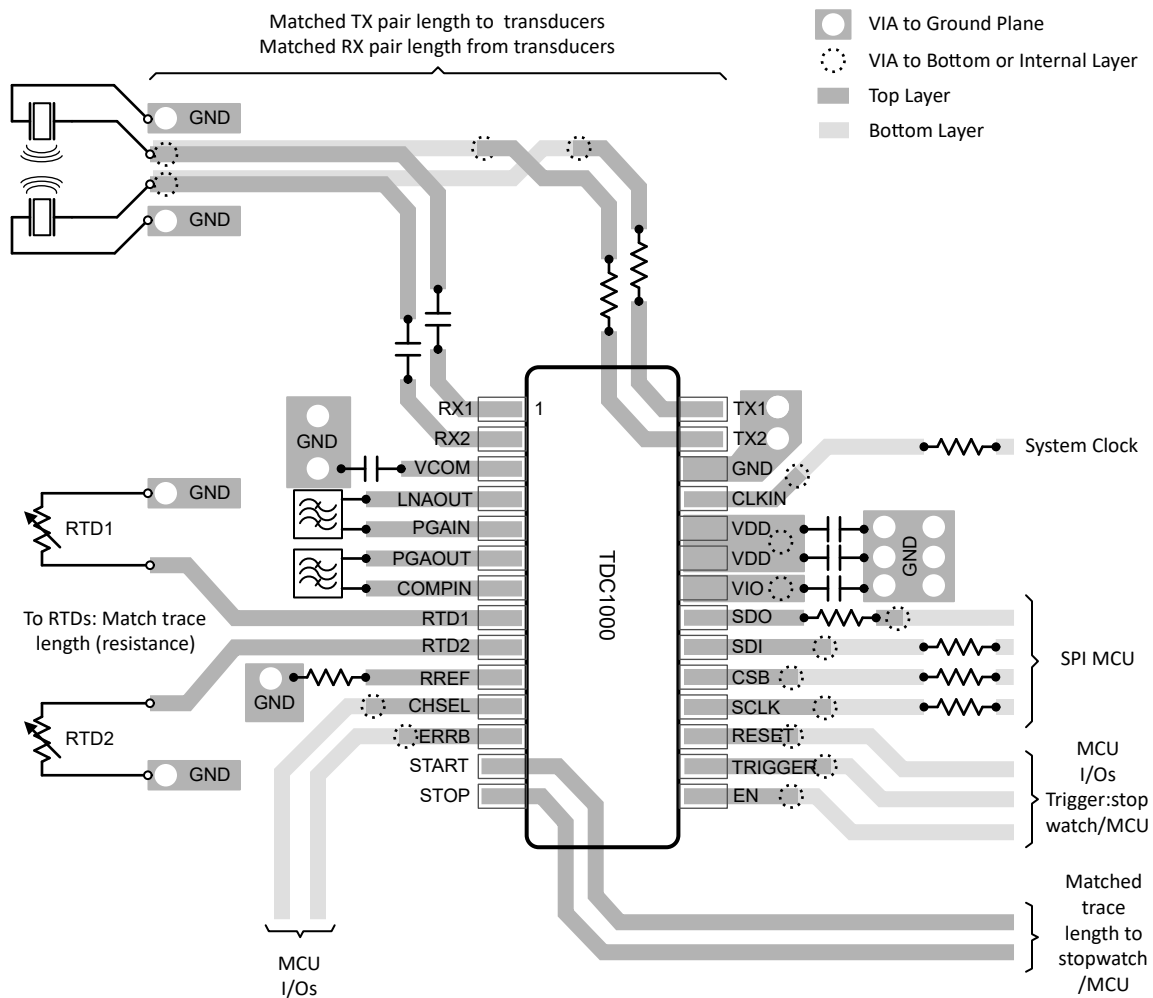 Matched TX pair length to transducers
Matched RX pair length from transducers
VIA to Ground Plane
VIA to Bottom or Internal Layer
Top Layer
Bottom Layer
GND
GND
RX1
1
TX1
RX2
TX2
GND
VCOM
GND
System Clock
LNAOUT
CLKIN
GND
RTD1
PGAIN
VDD
PGAOUT
VDD
GND
COMPIN
VIO
TDC1000
To RTDs: Match trace
length (resistance)
RTD1
SDO
RTD2
SDI
SPI MCU
RREF
CSB
GND
CHSEL
SCLK
RTD2
ERRB
RESET
START
TRIGGER
GND
STOP
EN
MCU
I/Os
Trigger:stop
watch/MCU
Matched
trace
length to
stopwatch
/MCU
MCU
I/Os